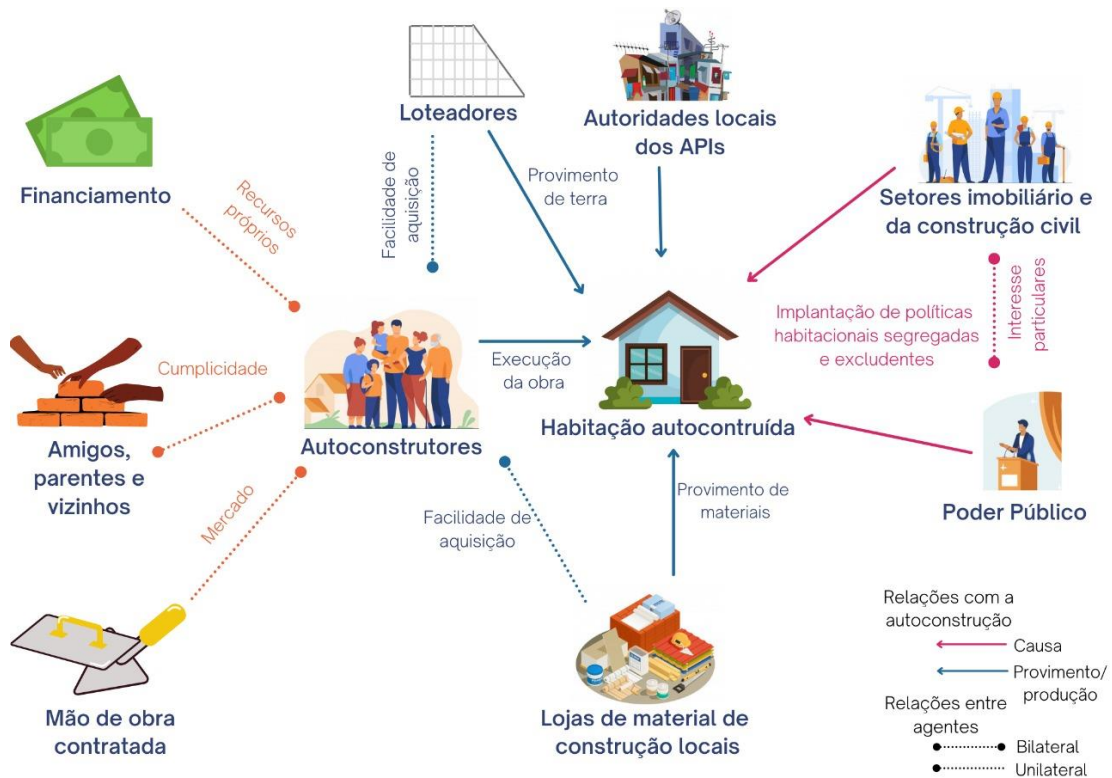 Loteadores
Autoridades locais
dos APIs
Financiamento
Setores imobiliário e
da construção civil
Recursos
próprios
Facilidade de
aquisição
Provimento
de terra
Interesse
particulares
Implantação de políticas
habitacionais segregadas
e excludentes
Cumplicidade
Execução
da obra
Autoconstrutores
Habitação autocontruída
Amigos,
parentes e
vizinhos
Mercado
Facilidade de
aquisição
Provimento de
materiais
Poder Público
Mão de obra
contratada
Lojas de material de
construção locais
Relações com a
autoconstrução
Causa
Provimento/
produção
Relações entre
agentes
Bilateral
Unilateral